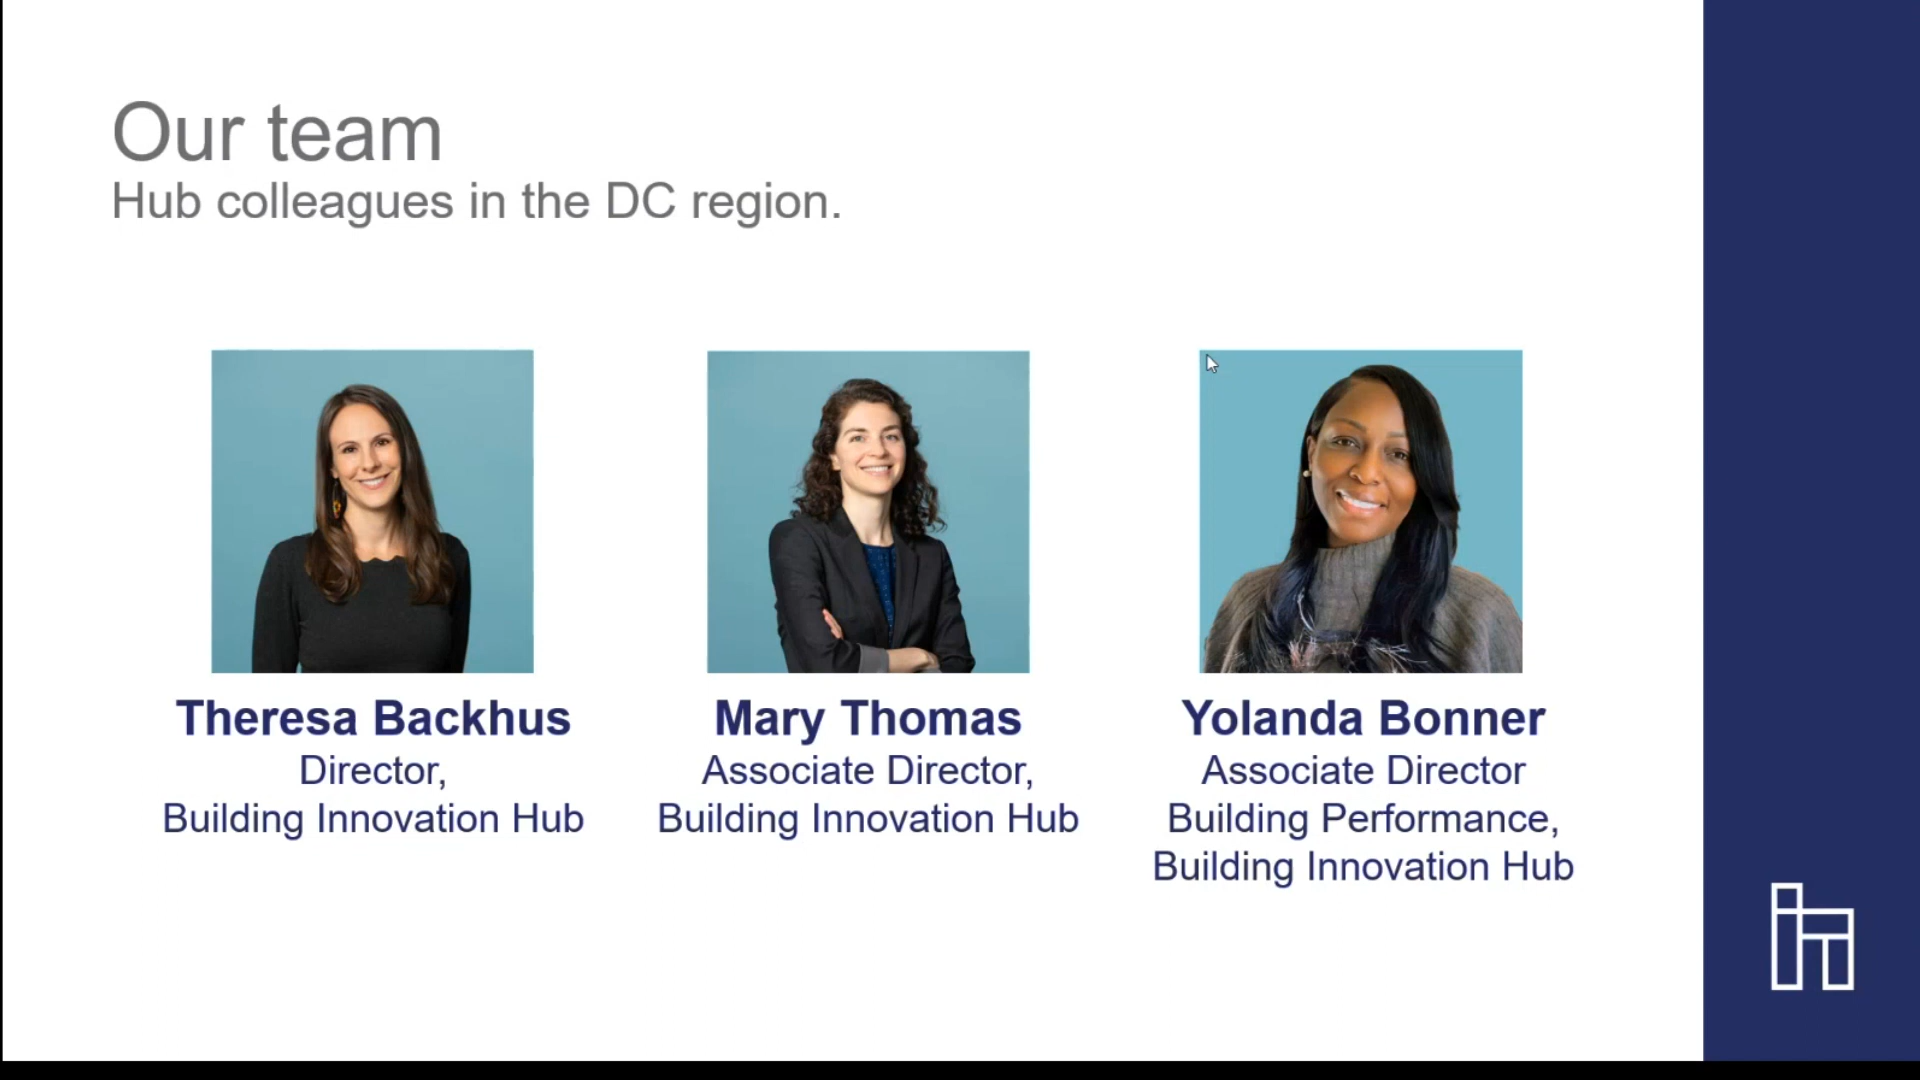 Our team
Hub colleagues in the DC region.
Theresa Backhus
Director,
Building Innovation Hub
Mary Thomas
Associate Director,
Building Innovation Hub
Yolanda Bonner
Associate Director
Building Performance,
Building Innovation Hub